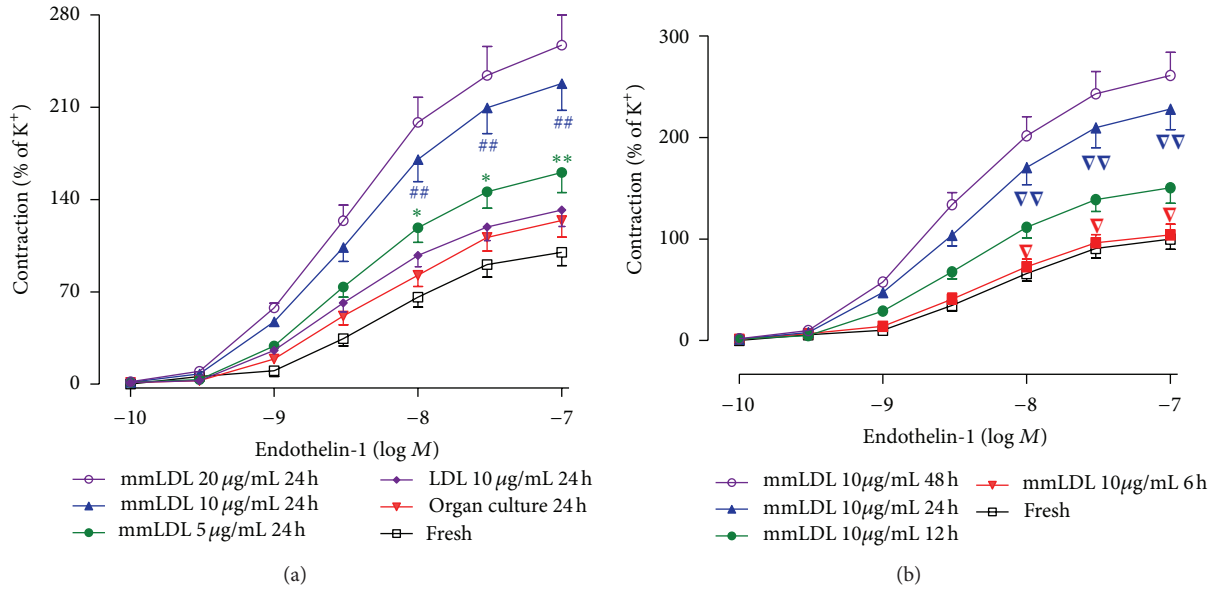 280
210
140
70
0
Contraction (% of K⁺)
##
##
##
*
*
**
−10
−9
−8
−7
Endothelin-1 (log M)
mmLDL 20 μg/mL 24 h
mmLDL 10 μg/mL 24 h
mmLDL 5 μg/mL 24 h
LDL 10 μg/mL 24 h
Organ culture 24 h
Fresh
(a)
300
200
100
0
Contraction (% of K⁺)
−10
−9
−8
−7
Endothelin-1 (log M)
mmLDL 10μg/mL 48 h
mmLDL 10μg/mL 24 h
mmLDL 10μg/mL 12 h
mmLDL 10μg/mL 6 h
Fresh
(b)